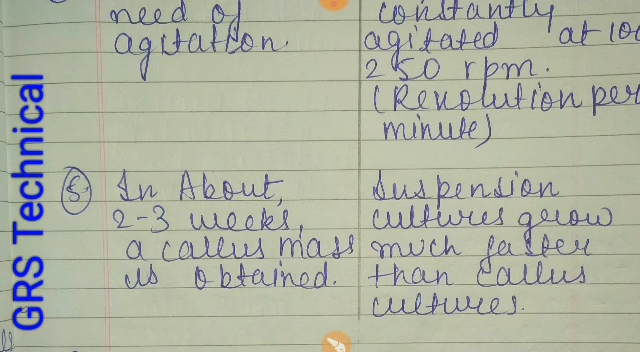 need of
agitation.
constantly
agitated at 100
250 rpm.
(Revolution per
minute)
GRS Technical
5. In About,
2-3 weeks,
a callus mass
is obtained.
Suspension
cultures grow
much faster
than callus
cultures.